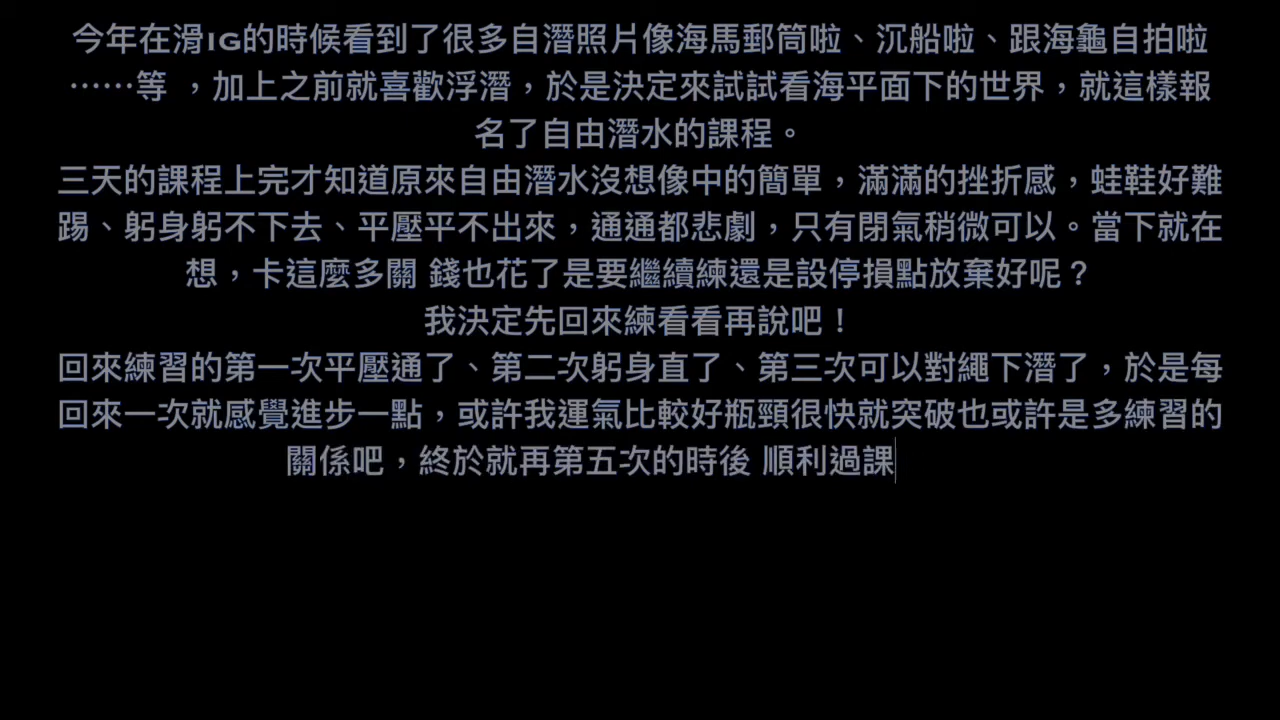 今年在滑IG的時候看到了很多自潛照片像海馬郵筒啦、沉船啦、跟海龜自拍啦
……等 ，加上之前就喜歡浮潛，於是決定來試試看海平面下的世界，就這樣報
名了自由潛水的課程。
三天的課程上完才知道原來自由潛水沒想像中的簡單，滿滿的挫折感，蛙鞋好難
踢、躬身躬不下去、平壓平不出來，通通都悲劇，只有閉氣稍微可以。當下就在
想，卡這麼多關 錢也花了是要繼續練還是設停損點放棄好呢？
我決定先回來練看看再說吧！
回來練習的第一次平壓通了、第二次躬身直了、第三次可以對繩下潛了，於是每
回來一次就感覺進步一點，或許我運氣比較好瓶頸很快就突破也或許是多練習的
關係吧，終於就再第五次的時後 順利過課